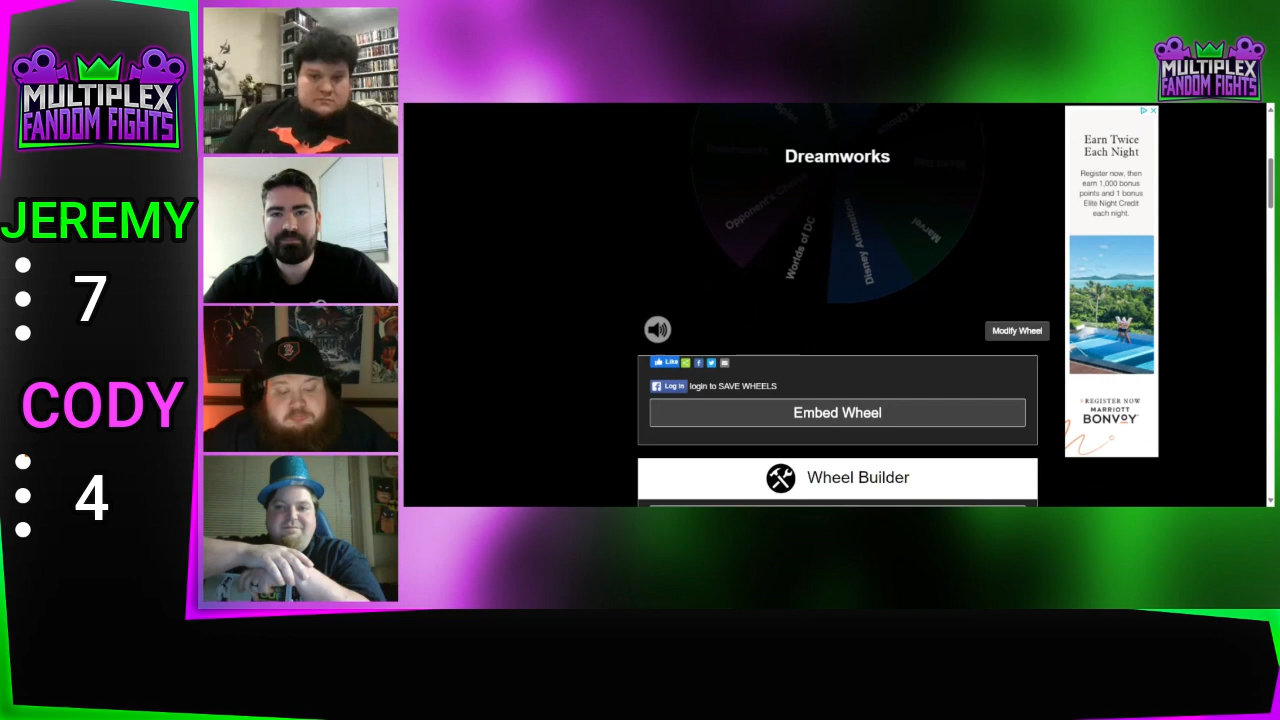 MULTIPLEX
FANDOM FIGHTS
JEREMY
7
CODY
4
MULTIPLEX
FANDOM FIGHTS
Dreamworks
Opponent's Choice
Worlds of DC
Disney Animation
Marvel
Modify Wheel
Like
Log in
login to SAVE WHEELS
Embed Wheel
Wheel Builder
Earn Twice
Each Night
Register now, then
earn 1,000 bonus
points and 1 bonus
Elite Night Credit
each night.
REGISTER NOW
MARRIOTT
BONVOY